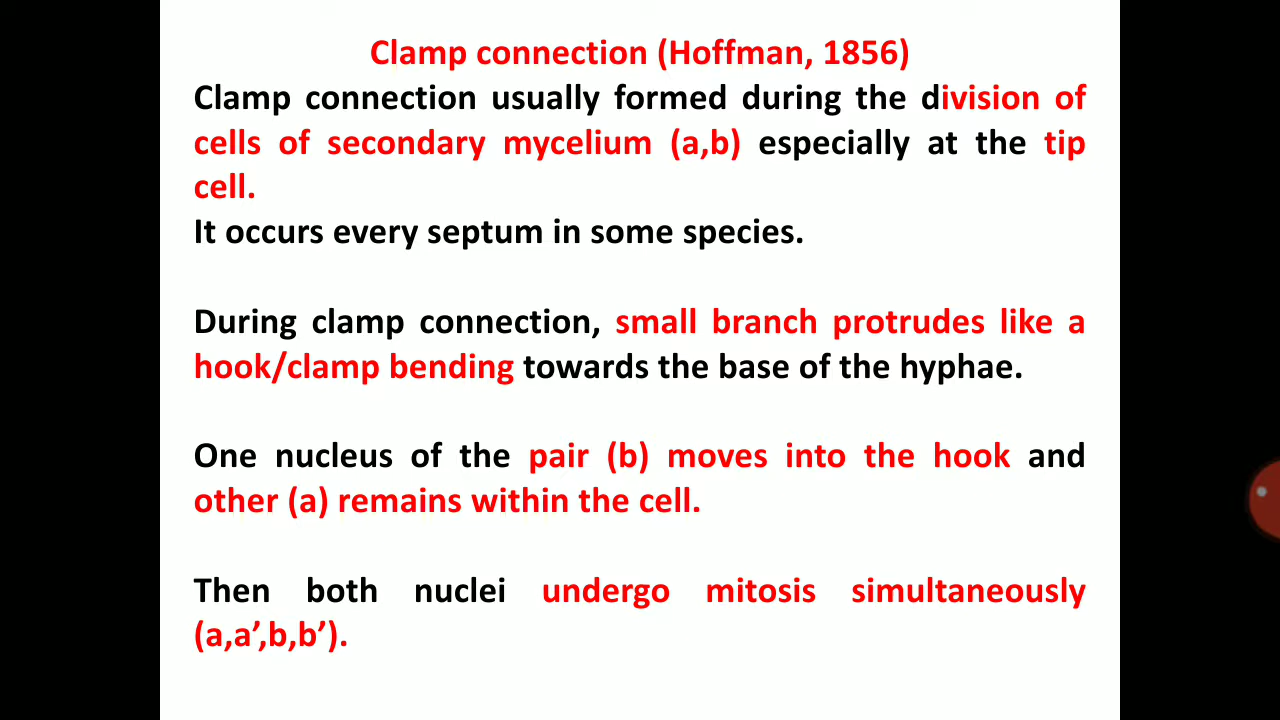 Clamp connection (Hoffman, 1856)
Clamp connection usually formed during the division of
cells of secondary mycelium (a,b) especially at the tip
cell.
It occurs every septum in some species.
During clamp connection, small branch protrudes like a
hook/clamp bending towards the base of the hyphae.
One nucleus of the pair (b) moves into the hook and
other (a) remains within the cell.
Then both nuclei undergo mitosis simultaneously
(a,a’,b,b’).